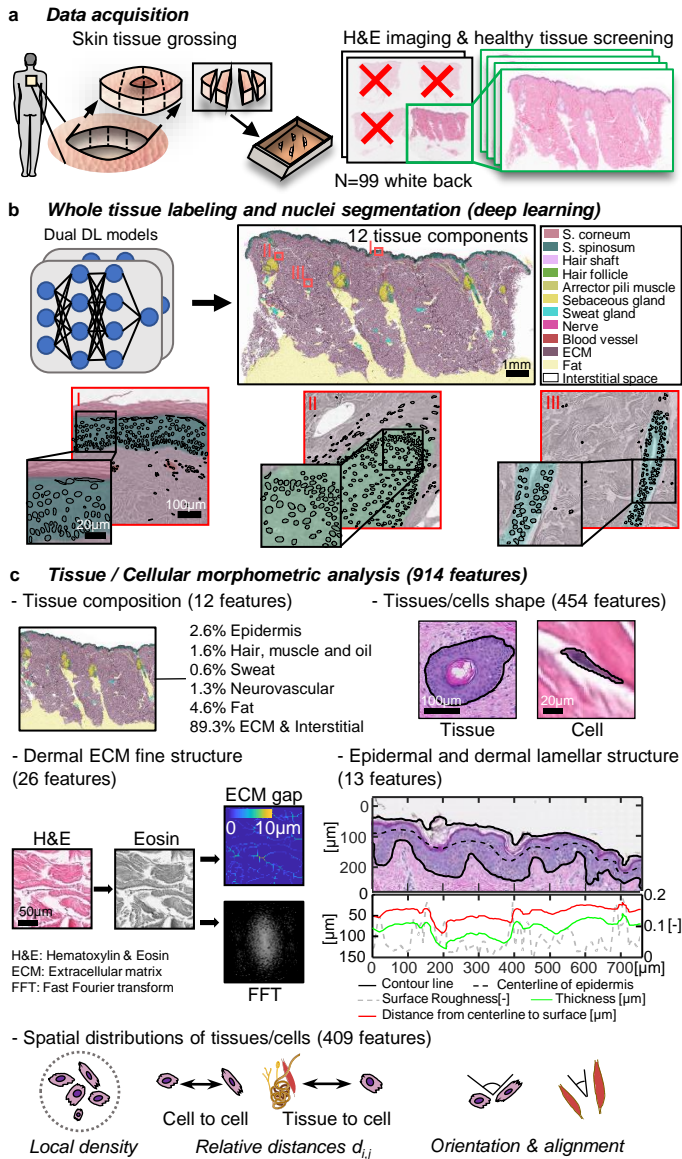 a Data acquisition
Skin tissue grossing
H&E imaging & healthy tissue screening
N=99 white back
b Whole tissue labeling and nuclei segmentation (deep learning)
Dual DL models
12 tissue components
I
II
III
1mm
S. corneum
S. spinosum
Hair shaft
Hair follicle
Arrector pili muscle
Sebaceous gland
Sweat gland
Nerve
Blood vessel
ECM
Fat
Interstitial space
I
20μm
100μm
II
III
c Tissue / Cellular morphometric analysis (914 features)
- Tissue composition (12 features)
2.6% Epidermis
1.6% Hair, muscle and oil
0.6% Sweat
1.3% Neurovascular
4.6% Fat
89.3% ECM & Interstitial
- Tissues/cells shape (454 features)
100μm
20μm
Tissue
Cell
- Dermal ECM fine structure
(26 features)
ECM gap
0 10μm
H&E
Eosin
50μm
FFT
H&E: Hematoxylin & Eosin
ECM: Extracellular matrix
FFT: Fast Fourier transform
- Epidermal and dermal lamellar structure
(13 features)
0
100
200
[μm]
0
50
100
150
[μm]
0.2
0.1 [-]
0
0 100 200 300 400 500 600 700[μm]
Contour line
Centerline of epidermis
Surface Roughness[-]
Thickness [μm]
Distance from centerline to surface [μm]
- Spatial distributions of tissues/cells (409 features)
Cell to cell
Tissue to cell
Local density
Relative distances di,j
Orientation & alignment